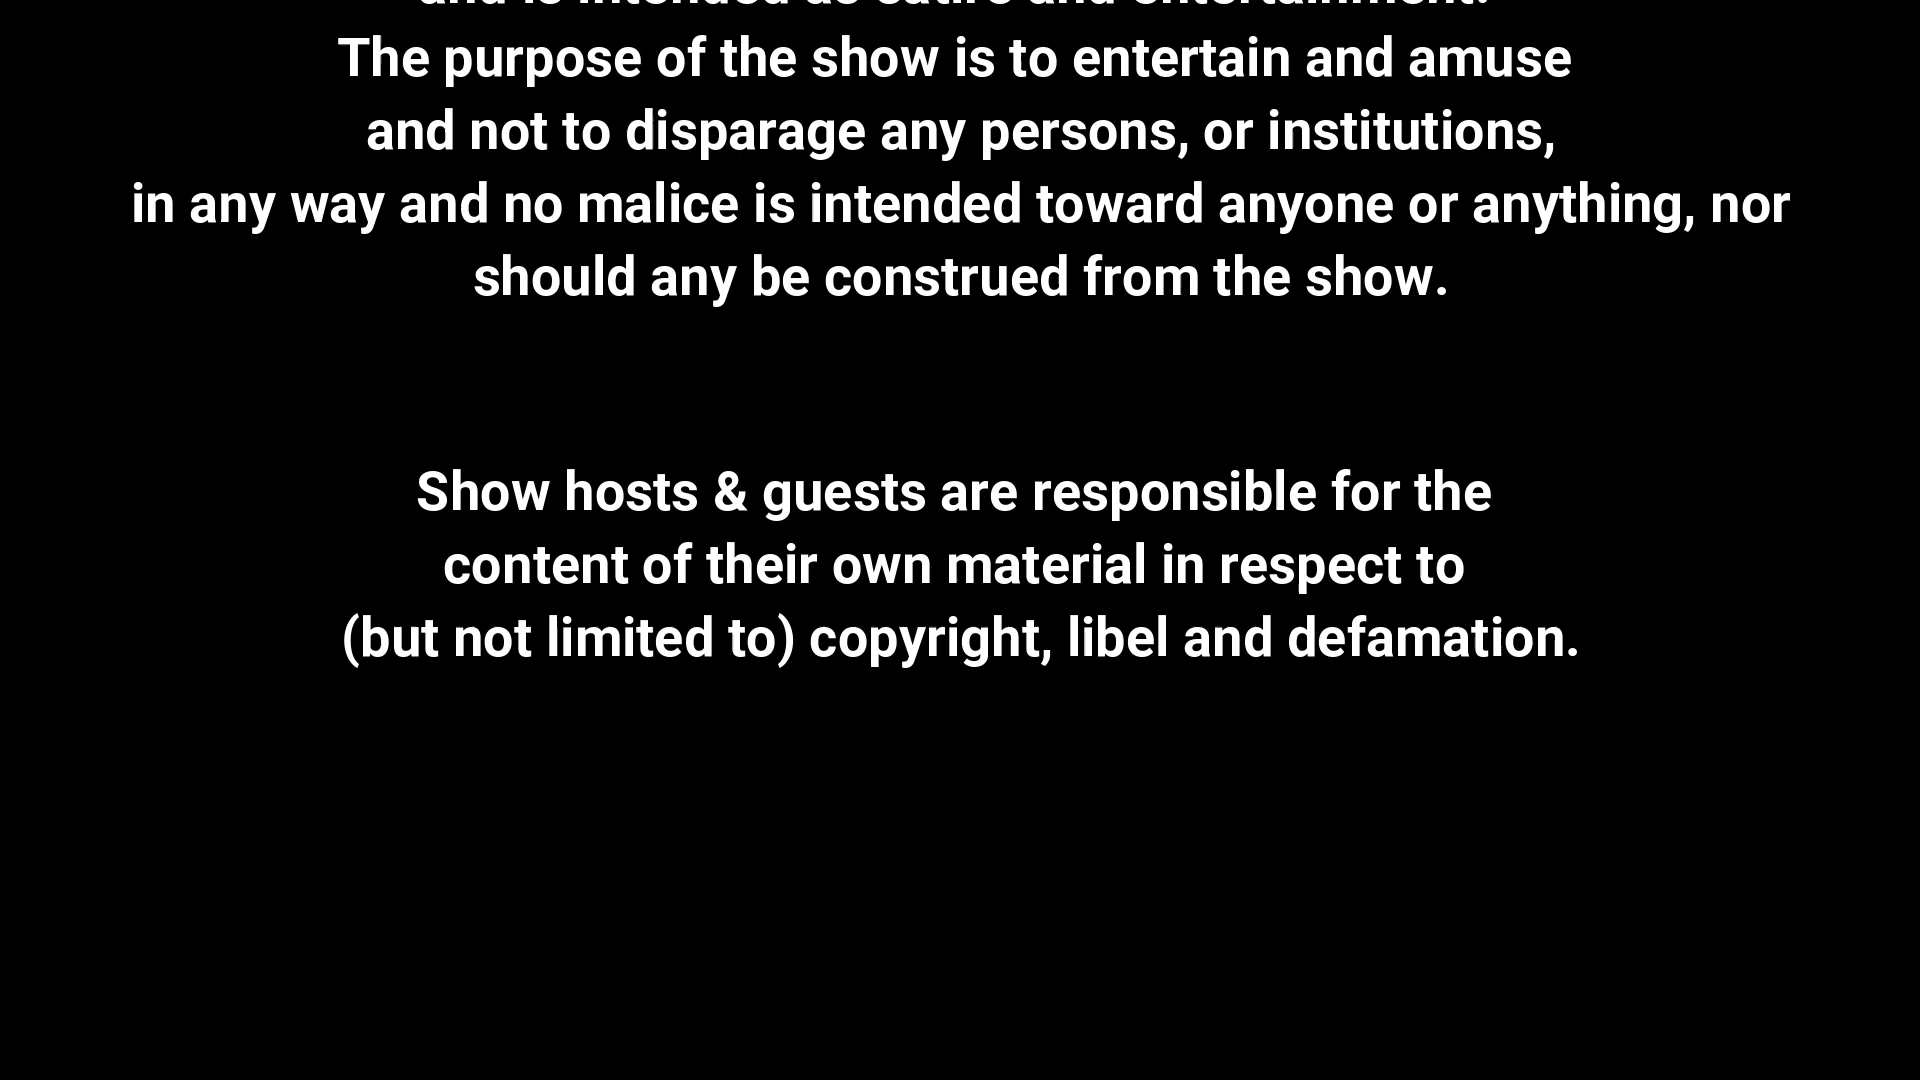 and is intended as satire and entertainment.
The purpose of the show is to entertain and amuse
and not to disparage any persons, or institutions,
in any way and no malice is intended toward anyone or anything, nor
should any be construed from the show.
Show hosts & guests are responsible for the
content of their own material in respect to
(but not limited to) copyright, libel and defamation.